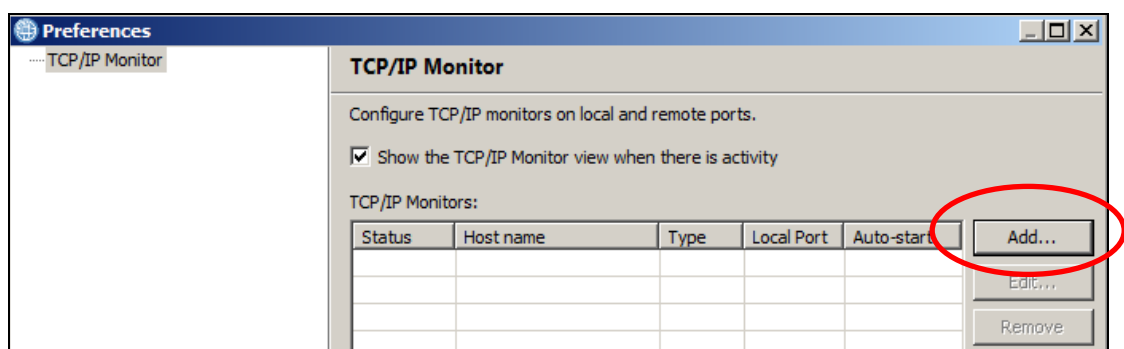 Preferences
TCP/IP Monitor
TCP/IP Monitor
Configure TCP/IP monitors on local and remote ports.
Show the TCP/IP Monitor view when there is activity
TCP/IP Monitors:
Status Host name Type Local Port Auto-start Add...
Edit...
Remove